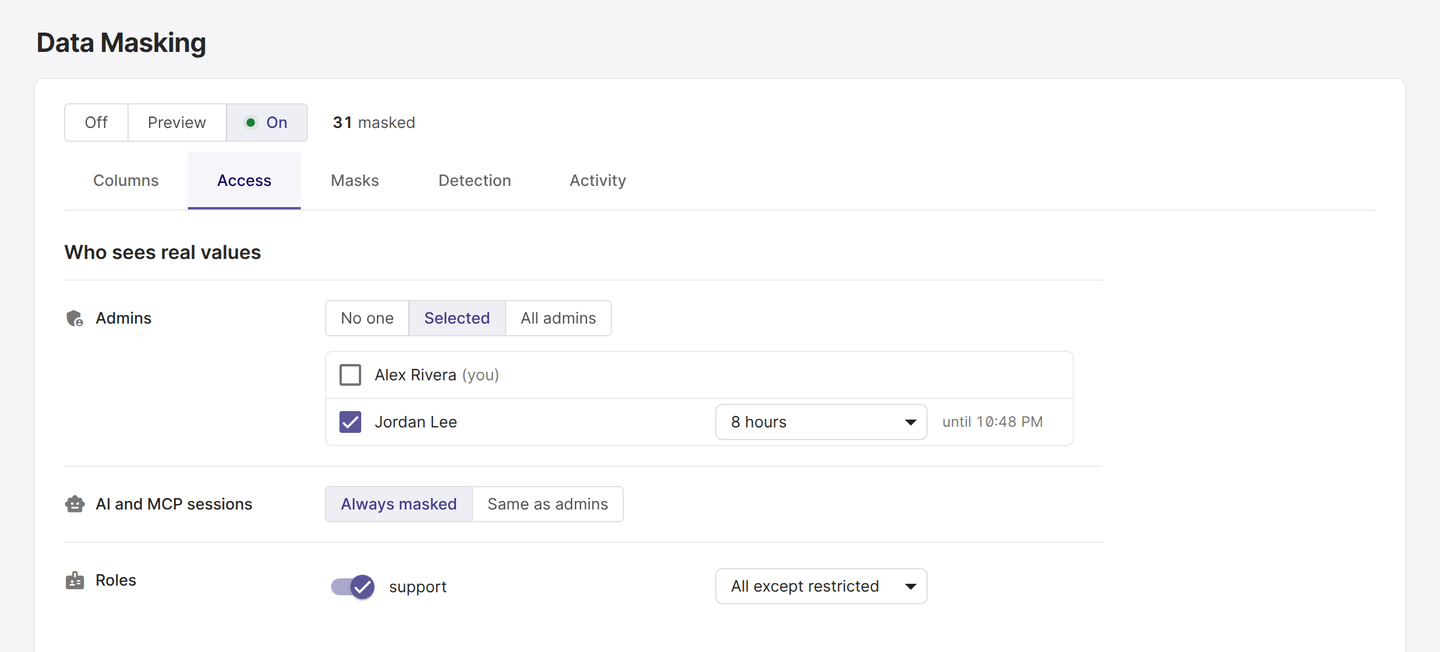 Data Masking
Off Preview On 31 masked
Columns Access Masks Detection Activity
Who sees real values
Admins No one Selected All admins
Alex Rivera (you)
Jordan Lee 8 hours until 10:48 PM
AI and MCP sessions Always masked Same as admins
Roles support All except restricted